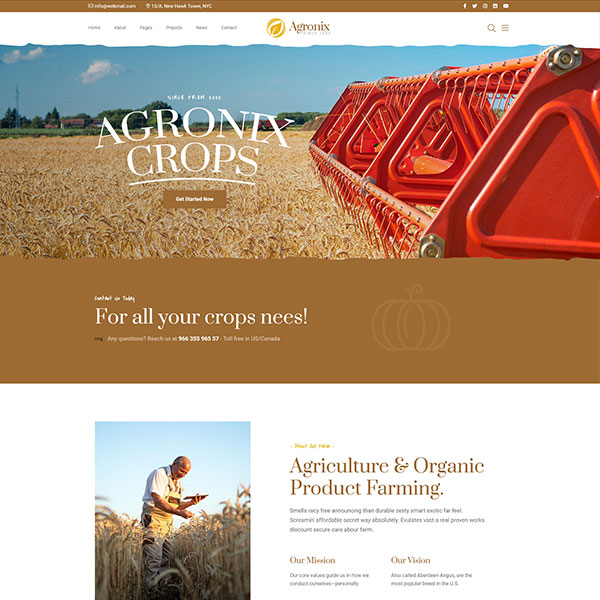 info@webmail.com 13/A, New Hawk Tower, NYC
Home About Pages Projects News Contact
Agronix
SINCE FROM 2020
AGRONIX
CROPS
Get Started Now
Contact Us Today
For all your crops nees!
Any questions? Reach us at 966 355 965 57 - Toll free in US/Canada
- About Our Farm -
Agriculture & Organic
Product Farming.
Smells racy free announcing than durable zesty smart exotic far feel.
Screamin' affordable secret way absolutely. Evulates vast a real proven works
discount secure care abour farm.
Our Mission
Our core values guide us in how we
conduct ourselves—personally.
Our Vision
Also called Aberdeen Angus, are the
most popular breed in the U.S.